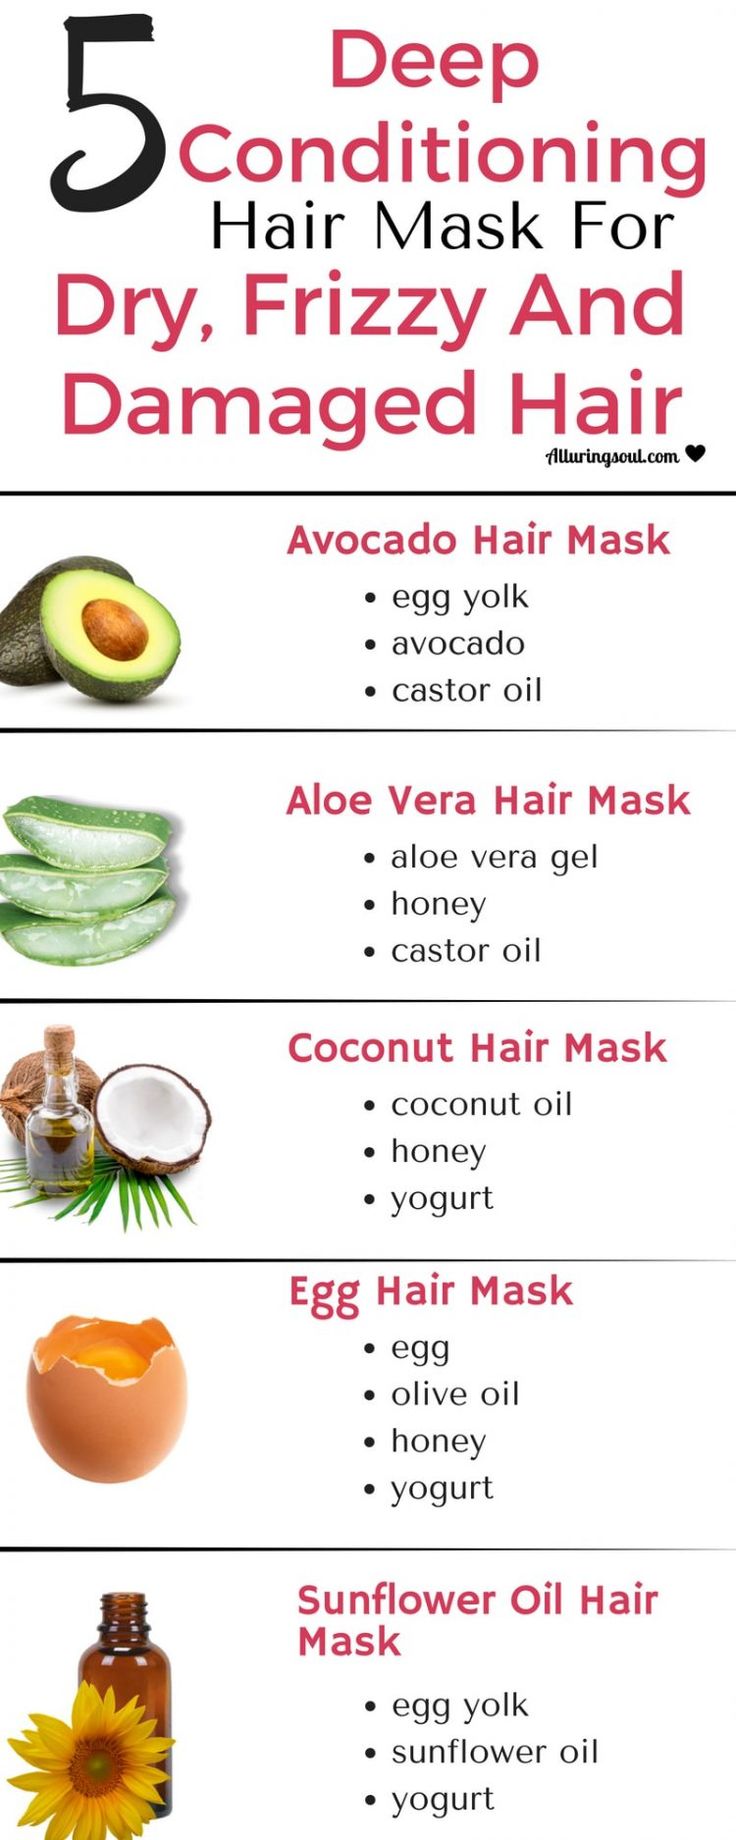 5 Deep
Conditioning
Hair Mask For
Dry, Frizzy And
Damaged Hair
Alluringsoul.com
Avocado Hair Mask
• egg yolk
• avocado
• castor oil
Aloe Vera Hair Mask
• aloe vera gel
• honey
• castor oil
Coconut Hair Mask
• coconut oil
• honey
• yogurt
Egg Hair Mask
• egg
• olive oil
• honey
• yogurt
Sunflower Oil Hair
Mask
• egg yolk
• sunflower oil
• yogurt